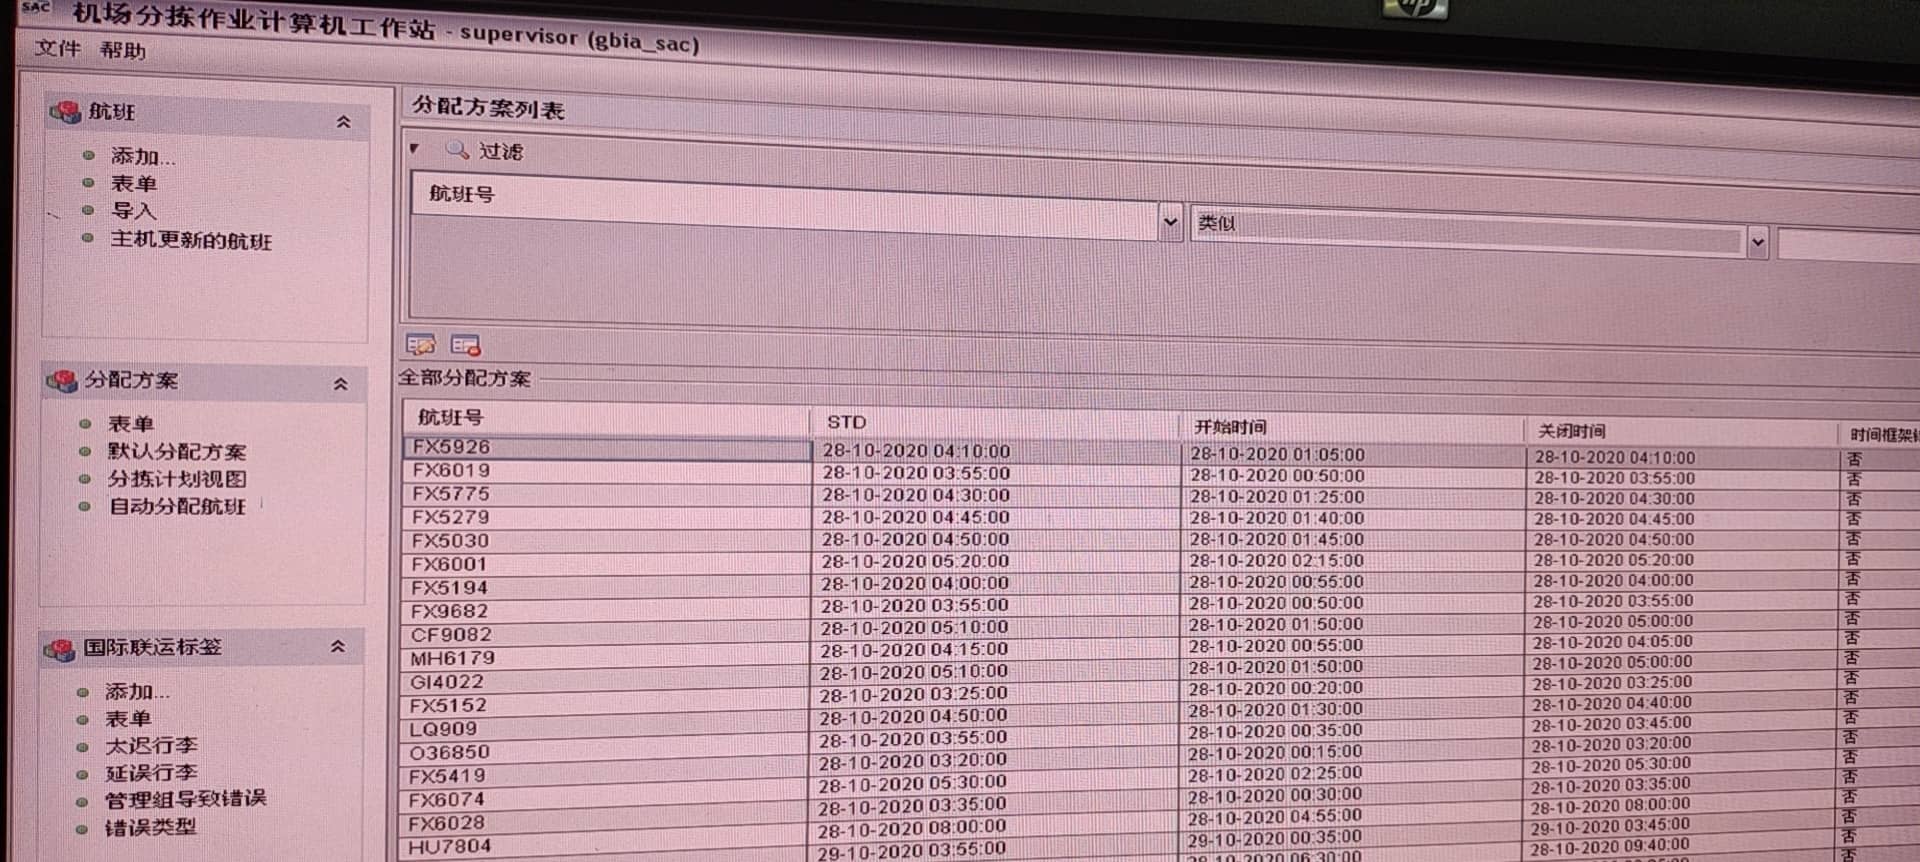 SAC 机场分拣作业计算机工作站 - supervisor (gbia_sac)
文件 帮助
航班
添加...
表单
导入
主机更新的航班
分配方案
表单
默认分配方案
分拣计划视图
自动分配航班
国际联运标签
添加...
表单
太迟行李
延误行李
管理组导致错误
错误类型
分配方案列表
过滤
航班号 类似
全部分配方案
航班号 STD 开始时间 关闭时间 时间框架
FX5926 28-10-2020 04:10:00 28-10-2020 01:05:00 28-10-2020 04:10:00 否
FX6019 28-10-2020 03:55:00 28-10-2020 00:50:00 28-10-2020 03:55:00 否
FX5775 28-10-2020 04:30:00 28-10-2020 01:25:00 28-10-2020 04:30:00 否
FX5279 28-10-2020 04:45:00 28-10-2020 01:40:00 28-10-2020 04:45:00 否
FX5030 28-10-2020 04:50:00 28-10-2020 01:45:00 28-10-2020 04:50:00 否
FX6001 28-10-2020 05:20:00 28-10-2020 02:15:00 28-10-2020 05:20:00 否
FX5194 28-10-2020 04:00:00 28-10-2020 00:55:00 28-10-2020 04:00:00 否
FX9682 28-10-2020 03:55:00 28-10-2020 00:50:00 28-10-2020 03:55:00 否
CF9082 28-10-2020 05:10:00 28-10-2020 01:50:00 28-10-2020 05:00:00 否
MH6179 28-10-2020 04:15:00 28-10-2020 00:55:00 28-10-2020 04:05:00 否
GI4022 28-10-2020 05:10:00 28-10-2020 01:50:00 28-10-2020 05:00:00 否
FX5152 28-10-2020 03:25:00 28-10-2020 00:20:00 28-10-2020 03:25:00 否
LQ909 28-10-2020 04:50:00 28-10-2020 01:30:00 28-10-2020 04:40:00 否
O36850 28-10-2020 03:55:00 28-10-2020 00:35:00 28-10-2020 03:45:00 否
FX5419 28-10-2020 03:20:00 28-10-2020 00:15:00 28-10-2020 03:20:00 否
FX6074 28-10-2020 05:30:00 28-10-2020 02:25:00 28-10-2020 05:30:00 否
FX6028 28-10-2020 03:35:00 28-10-2020 00:30:00 28-10-2020 03:35:00 否
HU7804 28-10-2020 08:00:00 28-10-2020 04:55:00 28-10-2020 08:00:00 否
29-10-2020 03:55:00 29-10-2020 00:35:00 29-10-2020 03:45:00 否
06:30:00 28-10-2020 09:40:00 否
hp